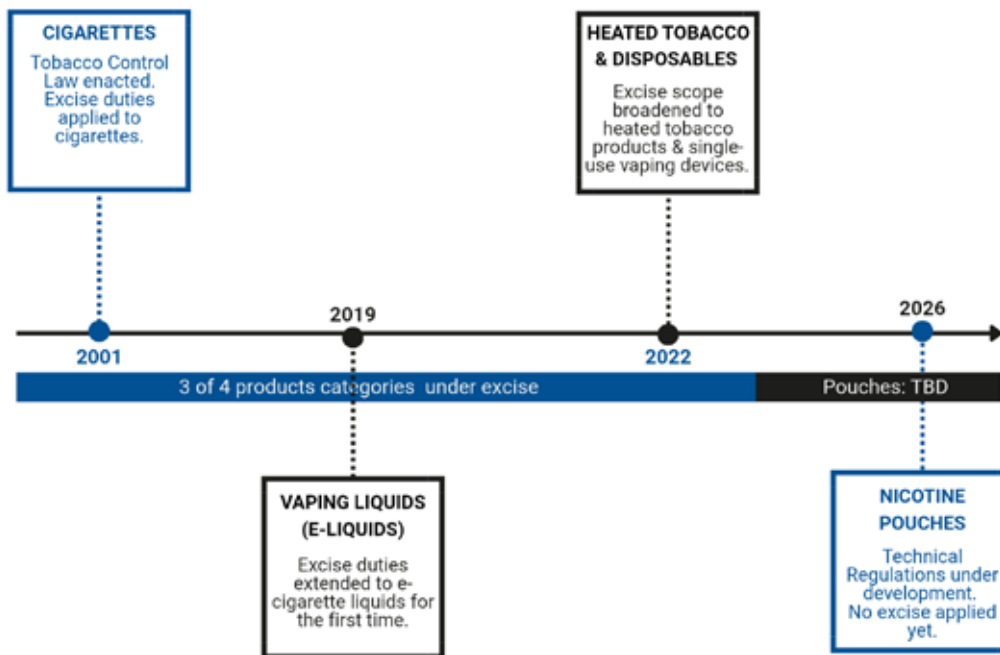 CIGARETTES
Tobacco Control
Law enacted.
Excise duties
applied to
cigarettes.
HEATED TOBACCO
& DISPOSABLES
Excise scope
broadened to
heated tobacco
products & single-
use vaping devices.
2019
2026
2001
2022
3 of 4 products categories under excise
Pouches: TBD
VAPING LIQUIDS
(E-LIQUIDS)
Excise duties
extended to e-
cigarette liquids for
the first time.
NICOTINE
POUCHES
Technical
Regulations under
development.
No excise applied
yet.